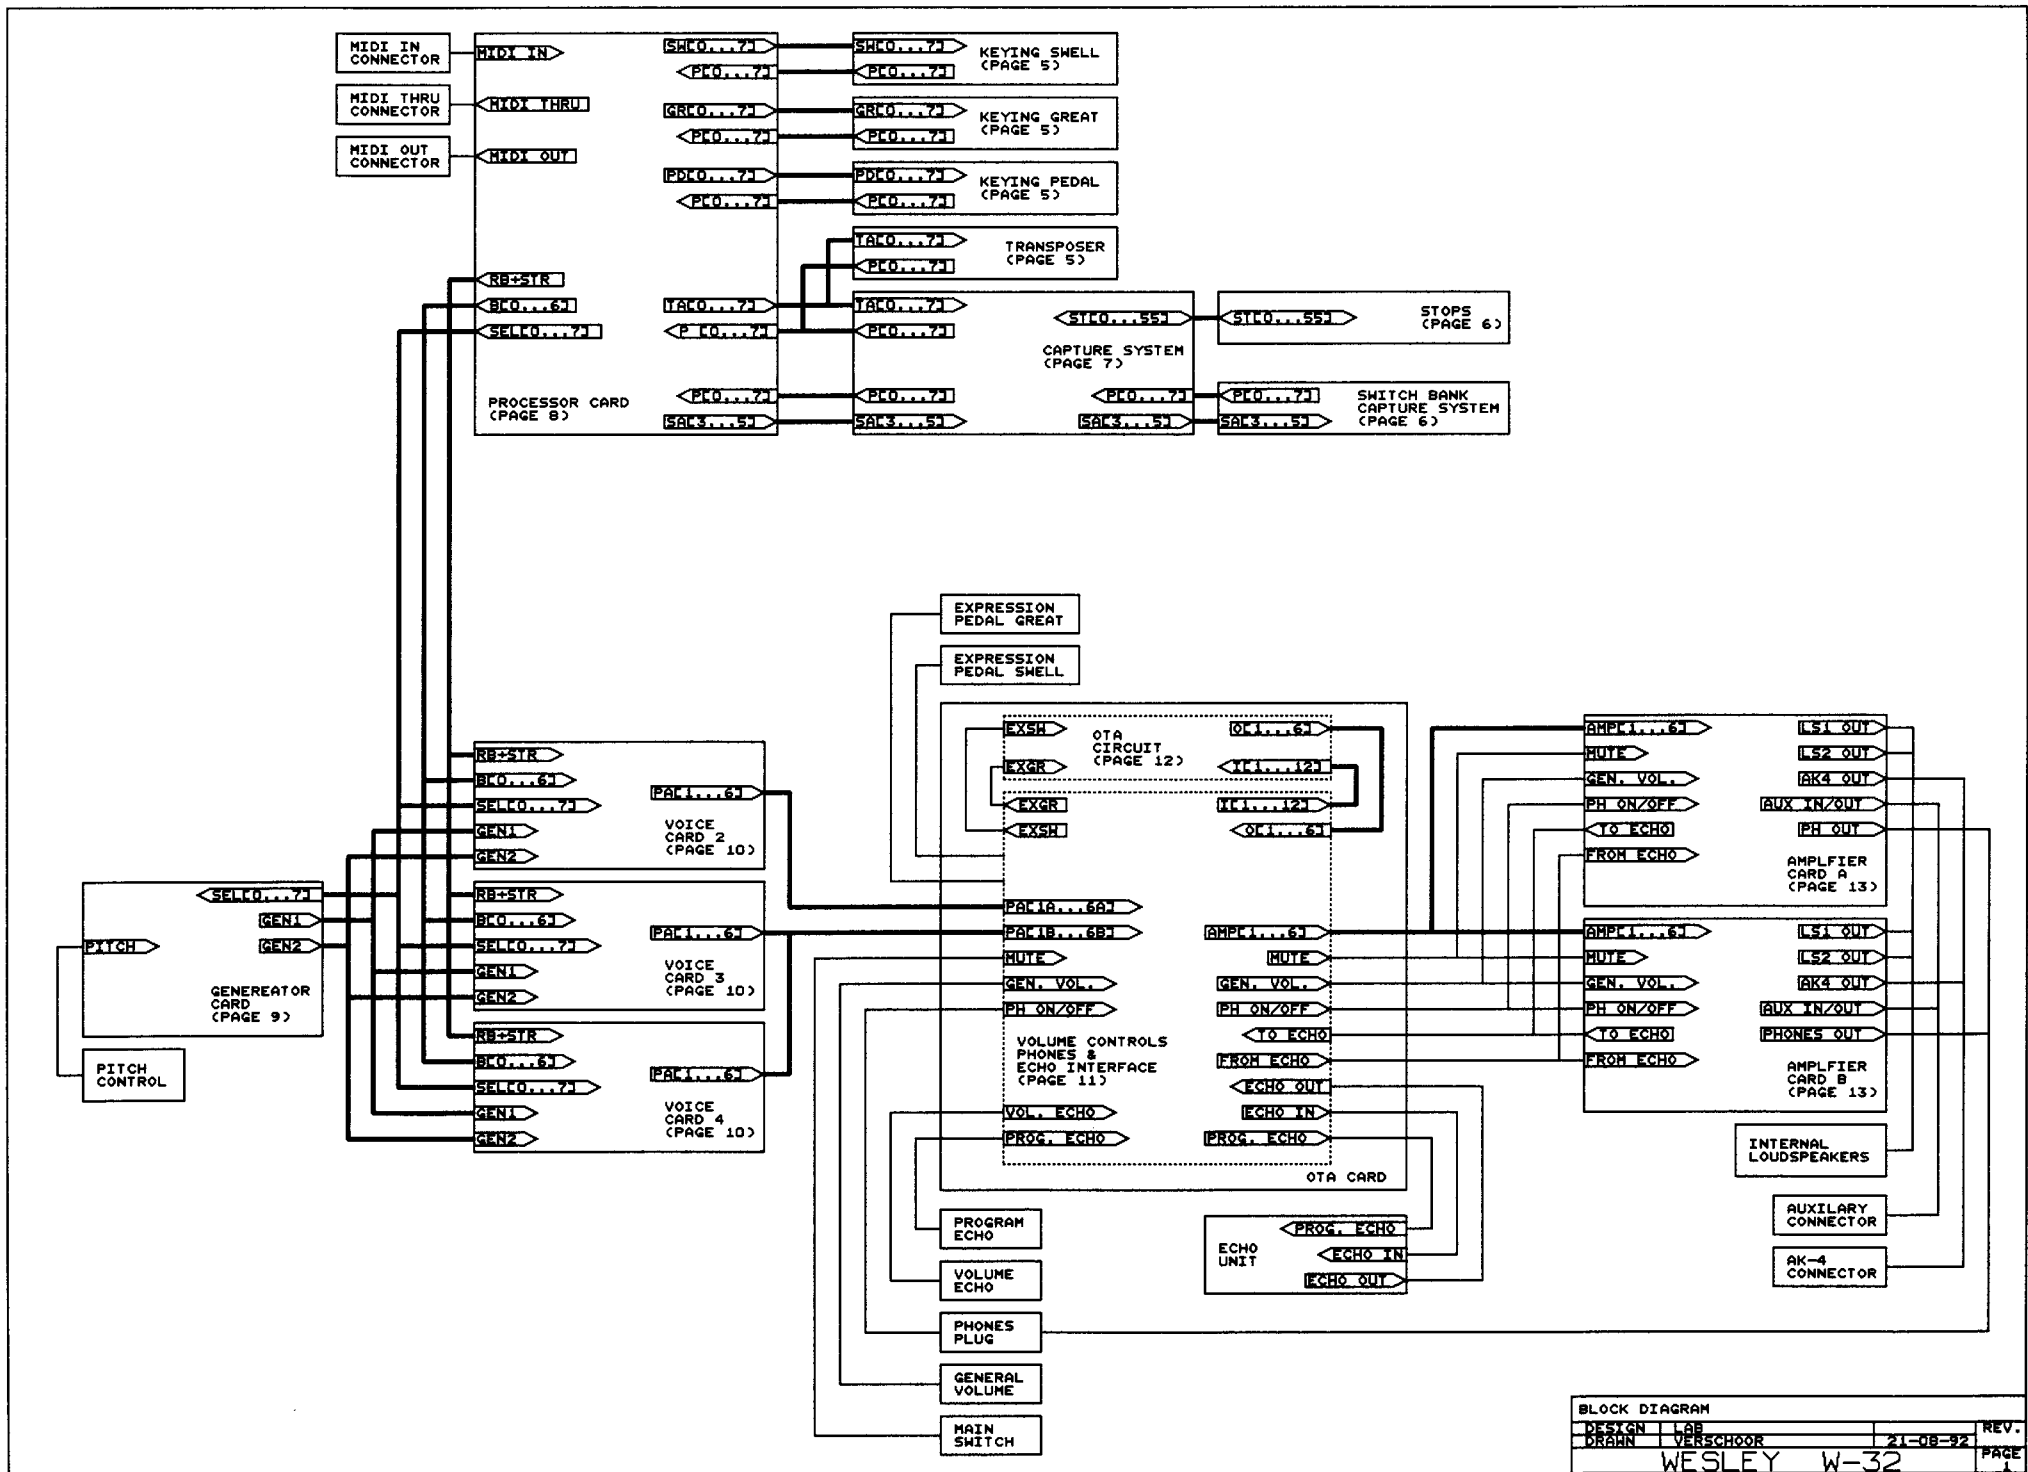 MIDI IN
CONNECTOR
MIDI THRU
CONNECTOR
MIDI OUT
CONNECTOR
MIDI IN
MIDI THRU
MIDI OUT
RB+STR
B[0...6]
SEL[0...7]
SW[0...7]
P[0...7]
GR[0...7]
P[0...7]
PD[0...7]
P[0...7]
TA[0...7]
P [0...7]
P[0...7]
SA[3...5]
PROCESSOR CARD
(PAGE 8)
SW[0...7]
P[0...7]
KEYING SWELL
(PAGE 5)
GR[0...7]
P[0...7]
KEYING GREAT
(PAGE 5)
PD[0...7]
P[0...7]
KEYING PEDAL
(PAGE 5)
TA[0...7]
P[0...7]
TRANSPOSER
(PAGE 5)
TA[0...7]
P[0...7]
P[0...7]
SA[3...5]
ST[0...55]
CAPTURE SYSTEM
(PAGE 7)
P[0...7]
SA[3...5]
ST[0...55]
STOPS
(PAGE 6)
P[0...7]
SA[3...5]
SWITCH BANK
CAPTURE SYSTEM
(PAGE 6)
EXPRESSION
PEDAL GREAT
EXPRESSION
PEDAL SWELL
RB+STR
B[0...6]
SEL[0...7]
GEN1
GEN2
PA[1...6]
VOICE
CARD 2
(PAGE 10)
RB+STR
B[0...6]
SEL[0...7]
GEN1
GEN2
PA[1...6]
VOICE
CARD 3
(PAGE 10)
RB+STR
B[0...6]
SEL[0...7]
GEN1
GEN2
PA[1...6]
VOICE
CARD 4
(PAGE 10)
SEL[0...7]
GEN1
GEN2
PITCH
GENEREATOR
CARD
(PAGE 9)
PITCH
CONTROL
EXSW
EXGR
OTA
CIRCUIT
(PAGE 12)
O[1...6]
I[1...12]
EXGR
EXSW
I[1...12]
O[1...6]
PA[1A...6A]
PA[1B...6B]
MUTE
GEN. VOL.
PH ON/OFF
VOLUME CONTROLS
PHONES &
ECHO INTERFACE
(PAGE 11)
VOL. ECHO
PROG. ECHO
AMP[1...6]
MUTE
GEN. VOL.
PH ON/OFF
TO ECHO
FROM ECHO
ECHO OUT
ECHO IN
PROG. ECHO
OTA CARD
AMP[1...6]
MUTE
GEN. VOL.
PH ON/OFF
TO ECHO
FROM ECHO
LS1 OUT
LS2 OUT
AK4 OUT
AUX IN/OUT
PH OUT
AMPLFIER
CARD A
(PAGE 13)
AMP[1...6]
MUTE
GEN. VOL.
PH ON/OFF
TO ECHO
FROM ECHO
LS1 OUT
LS2 OUT
AK4 OUT
AUX IN/OUT
PHONES OUT
AMPLFIER
CARD B
(PAGE 13)
INTERNAL
LOUDSPEAKERS
AUXILARY
CONNECTOR
AK-4
CONNECTOR
PROGRAM
ECHO
VOLUME
ECHO
PHONES
PLUG
GENERAL
VOLUME
MAIN
SWITCH
ECHO
UNIT
PROG. ECHO
ECHO IN
ECHO OUT
BLOCK DIAGRAM
DESIGN LAB REV.
DRAWN VERSCHOOR 21-08-92
WESLEY W-32
PAGE
1